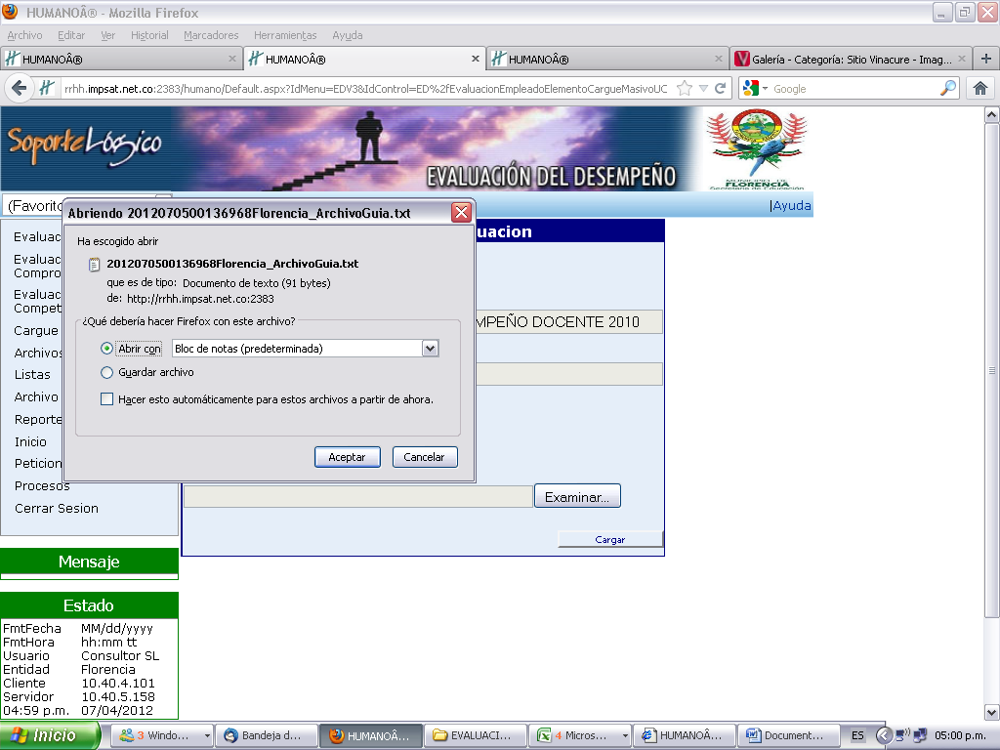 HUMANOÂ® - Mozilla Firefox
Archivo Editar Ver Historial Marcadores Herramientas Ayuda
HUMANOÂ®
HUMANOÂ®
HUMANOÂ®
Galería - Categoría: Sitio Vinacure - Imag...
rrhh.impsat.net.co:2383/humano/Default.aspx?IdMenu=EDV3&IdControl=ED%2fEvaluacionEmpleadoElementoCargueMasivoUC
Google
Soporte Lógico
EVALUACIÓN DEL DESEMPEÑO
MUNICIPIO DE
FLORENCIA
Secretaria de Educación
(Favorito
|Ayuda
Abriendo 2012070500136968Florencia_ArchivoGuia.txt
Ha escogido abrir
2012070500136968Florencia_ArchivoGuia.txt
que es de tipo: Documento de texto (91 bytes)
de: http://rrhh.impsat.net.co:2383
¿Qué debería hacer Firefox con este archivo?
Abrir con
Bloc de notas (predeterminada)
Guardar archivo
Hacer esto automáticamente para estos archivos a partir de ahora.
Aceptar
Cancelar
uacion
MPEÑO DOCENTE 2010
Examinar...
Cargar
Evaluac
Evaluac
Compro
Evaluac
Compet
Cargue
Archivos
Listas
Archivo
Reporte
Inicio
Peticion
Procesos
Cerrar Sesion
Mensaje
Estado
FmtFecha MM/dd/yyyy
FmtHora hh:mm tt
Usuario Consultor SL
Entidad Florencia
Cliente 10.40.4.101
Servidor 10.40.5.158
04:59 p.m. 07/04/2012
Inicio
3 Windo...
Bandeja d...
HUMANOÂ...
EVALUACI...
4 Micros...
HUMANOÂ...
Document...
ES
05:00 p.m.